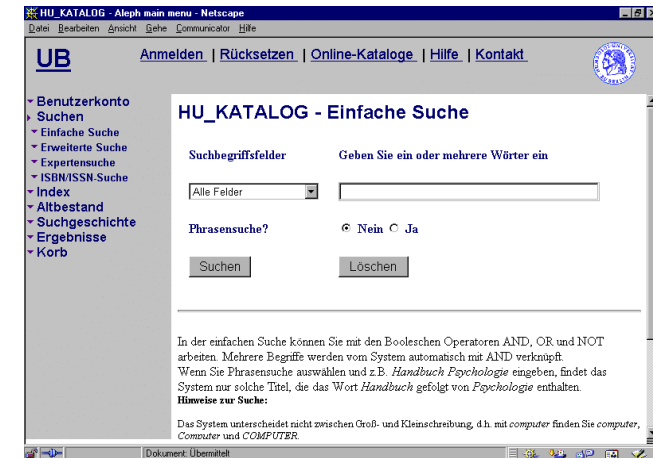 HU_KATALOG - Aleph main menu - Netscape
Datei Bearbeiten Ansicht Gehe Communicator Hilfe
UB
Anmelden | Rücksetzen | Online-Kataloge | Hilfe | Kontakt
Benutzerkonto
Suchen
Einfache Suche
Erweiterte Suche
Expertensuche
ISBN/ISSN-Suche
Index
Altbestand
Suchgeschichte
Ergebnisse
Korb
HU_KATALOG - Einfache Suche
Suchbegriffsfelder Geben Sie ein oder mehrere Wörter ein
Alle Felder
Phrasensuche? Nein Ja
Suchen Löschen
In der einfachen Suche können Sie mit den Booleschen Operatoren AND, OR und NOT
arbeiten. Mehrere Begriffe werden vom System automatisch mit AND verknüpft.
Wenn Sie Phrasensuche auswählen und z.B. Handbuch Psychologie eingeben, findet das
System nur solche Titel, die das Wort Handbuch gefolgt von Psychologie enthalten.
Hinweise zur Suche:
Das System unterscheidet nicht zwischen Groß- und Kleinschreibung, d.h. mit computer finden Sie computer,
Computer und COMPUTER.
Dokument: Übermittelt